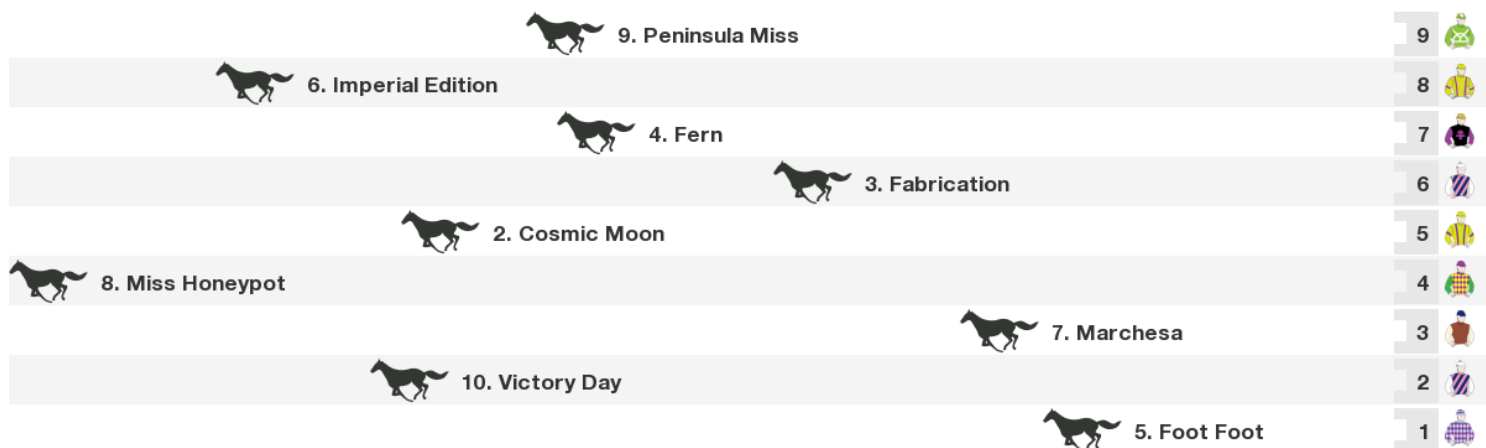 9. Peninsula Miss 9
6. Imperial Edition 8
4. Fern 7
3. Fabrication 6
2. Cosmic Moon 5
8. Miss Honeypot 4
7. Marchesa 3
10. Victory Day 2
5. Foot Foot 1